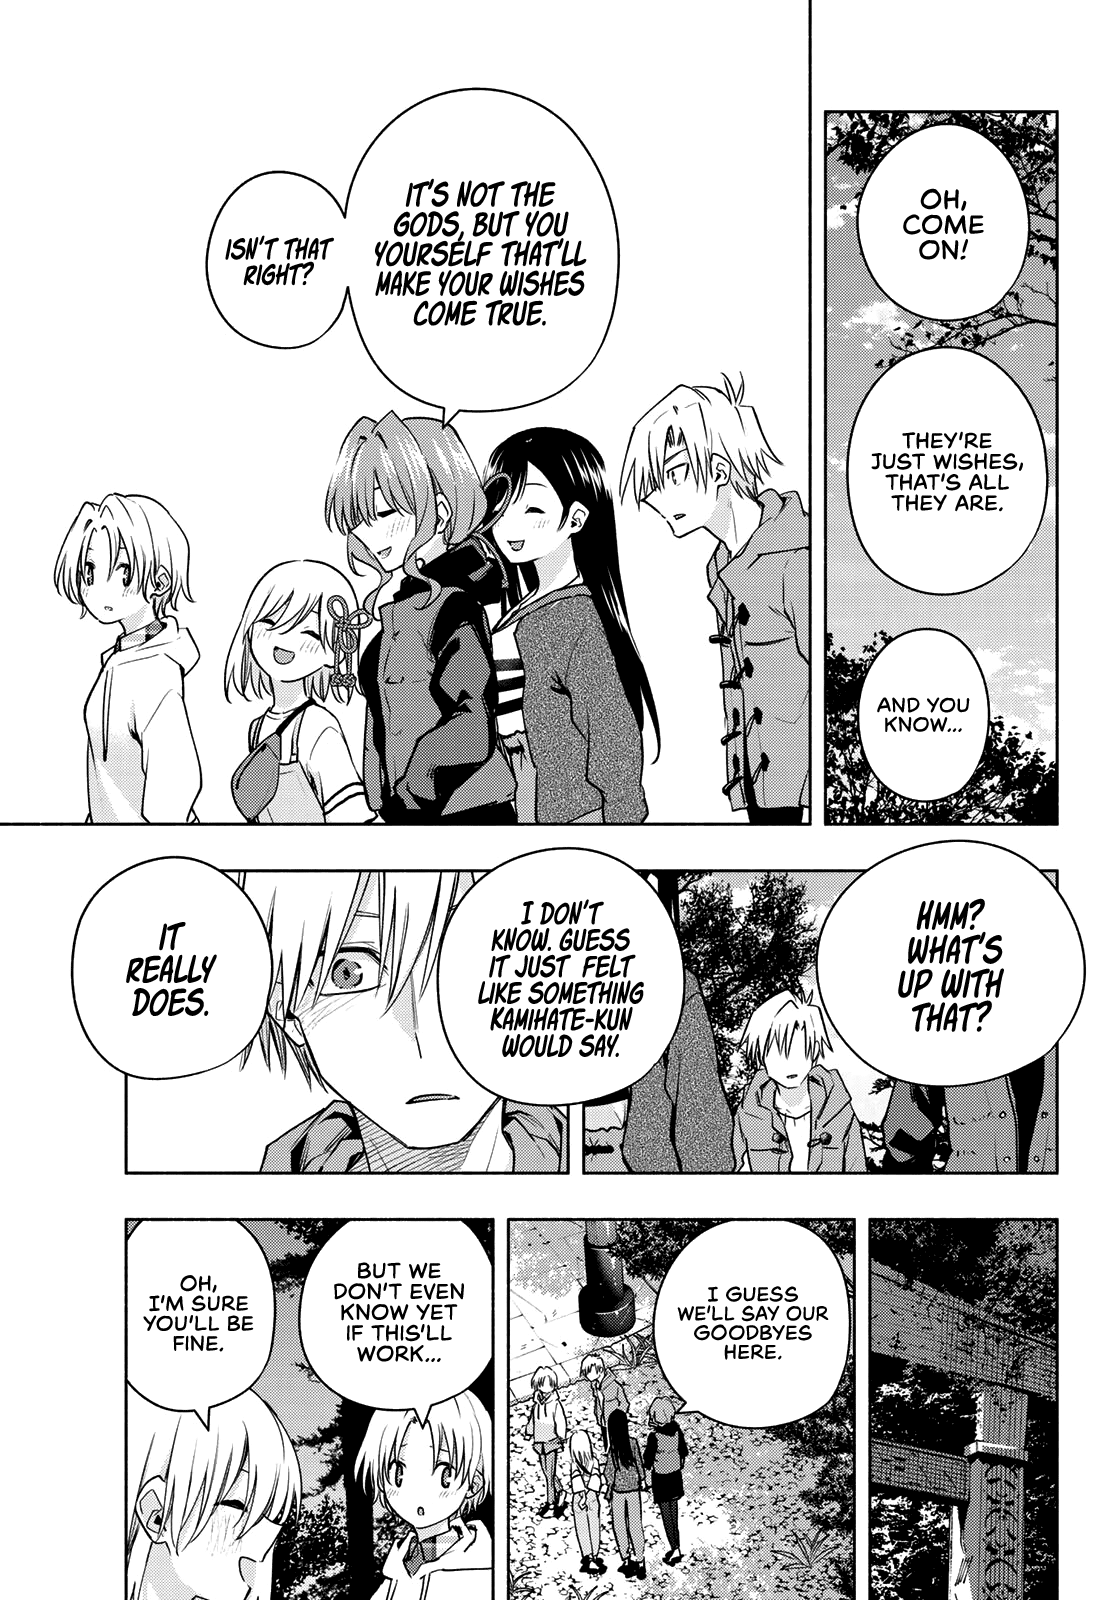 OH,
COME
ON!
THEY'RE
JUST WISHES,
THAT'S ALL
THEY ARE.
AND YOU
KNOW...
IT'S NOT THE
GODS, BUT YOU
YOURSELF THAT'LL
MAKE YOUR WISHES
COME TRUE.
ISN'T THAT
RIGHT?
HMM?
WHAT'S
UP WITH
THAT?
I DON'T
KNOW. GUESS
IT JUST FELT
LIKE SOMETHING
KAMIHATE-KUN
WOULD SAY.
IT
REALLY
DOES.
I GUESS
WE'LL SAY OUR
GOODBYES
HERE.
BUT WE
DON'T EVEN
KNOW YET
IF THIS'LL
WORK...
OH,
I'M SURE
YOU'LL BE
FINE.